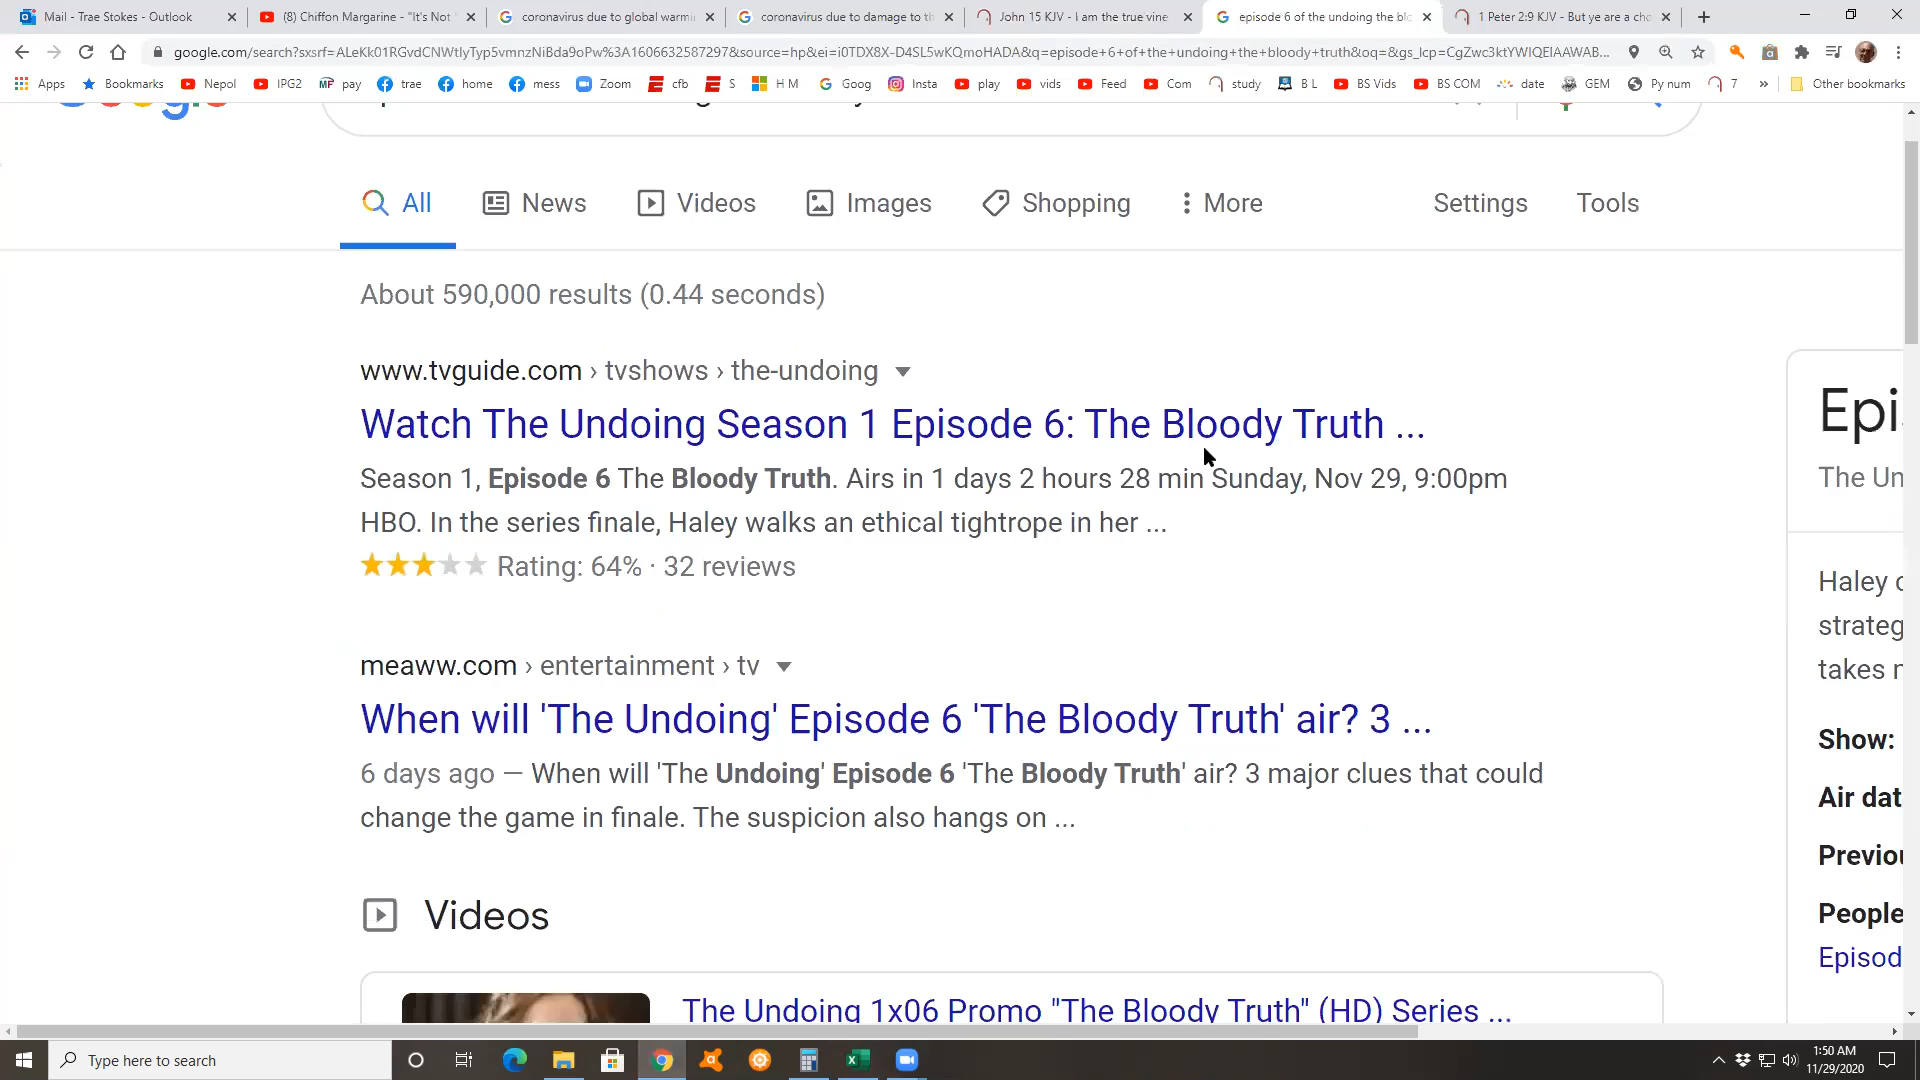 Mail - Trae Stokes - Outlook
(8) Chiffon Margarine - "It's Not
coronavirus due to global warmi
coronavirus due to damage to th
John 15 KJV - I am the true vine
episode 6 of the undoing the blo
1 Peter 2:9 KJV - But ye are a cho
google.com/search?sxsrf=ALeKk01RGvdCNWtlyTyp5vmnzNiBda9oPw%3A1606632587297&source=hp&ei=i0TDX8X-D4SL5wKQmoHADA&q=episode+6+of+the+undoing+the+bloody+truth&oq=&gs_lcp=CgZwc3ktYWIQEIAAWAB...
Apps Bookmarks Nepol IPG2 pay trae home mess Zoom cfb S H M Goog Insta play vids Feed Com study B L BS Vids BS COM date GEM Py num 7 » Other bookmarks
All News Videos Images Shopping More Settings Tools
About 590,000 results (0.44 seconds)
www.tvguide.com › tvshows › the-undoing
Watch The Undoing Season 1 Episode 6: The Bloody Truth ...
Season 1, Episode 6 The Bloody Truth. Airs in 1 days 2 hours 28 min Sunday, Nov 29, 9:00pm
HBO. In the series finale, Haley walks an ethical tightrope in her ...
Rating: 64% · 32 reviews
meaww.com › entertainment › tv
When will 'The Undoing' Episode 6 'The Bloody Truth' air? 3 ...
6 days ago — When will 'The Undoing' Episode 6 'The Bloody Truth' air? 3 major clues that could
change the game in finale. The suspicion also hangs on ...
Videos
The Undoing 1x06 Promo "The Bloody Truth" (HD) Series ...
Epi
The Un
Haley c
strateg
takes
Show:
Air dat
Previou
People
Episod
Type here to search
1:50 AM
11/29/2020